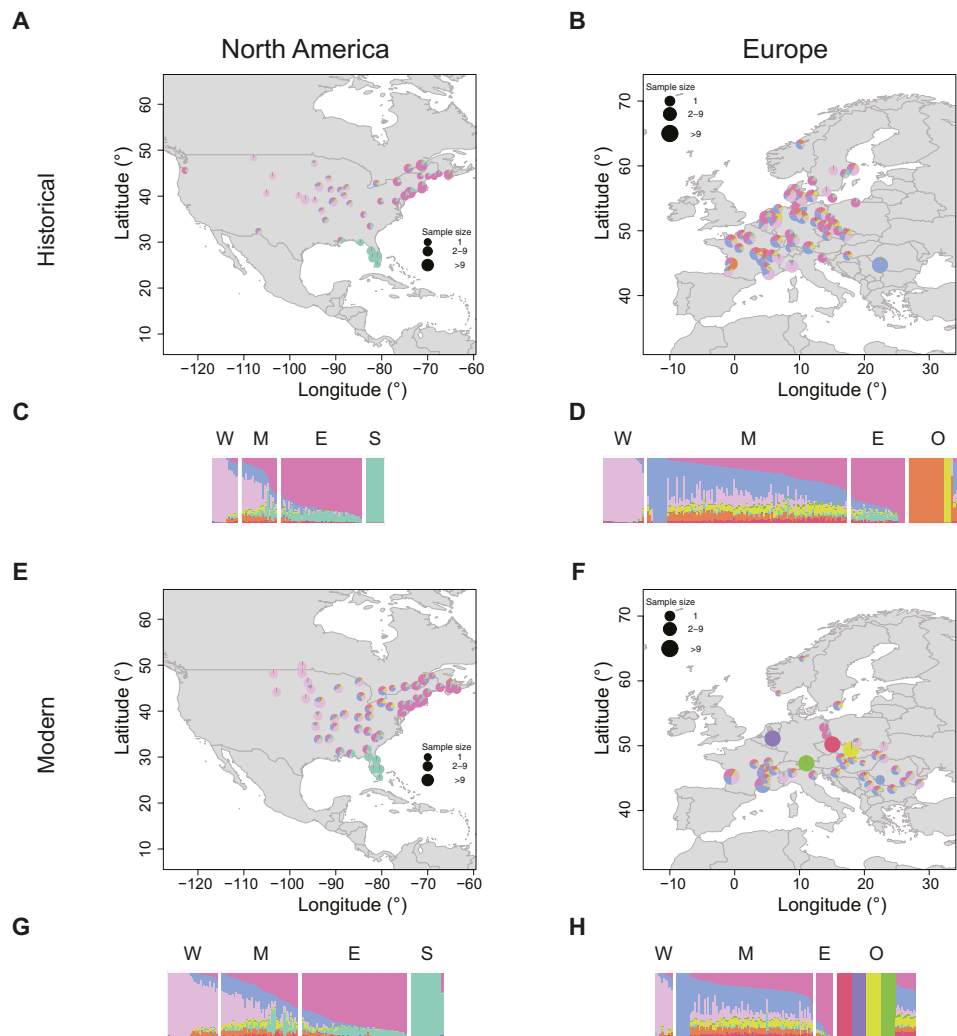 A
B
North America
Europe
Historical
Latitude (°)
60
50
40
30
20
10
Sample size
1
2−9
>9
−120 −110 −100 −90 −80 −70 −60
Longitude (°)
Latitude (°)
70
60
50
40
Sample size
1
2−9
>9
−10 0 10 20 30
Longitude (°)
C
D
W M E S
W M E O
E
F
Modern
Latitude (°)
60
50
40
30
20
10
Sample size
1
2−9
>9
−120 −110 −100 −90 −80 −70 −60
Longitude (°)
Latitude (°)
70
60
50
40
Sample size
1
2−9
>9
−10 0 10 20 30
Longitude (°)
G
H
W M E S
W M E O